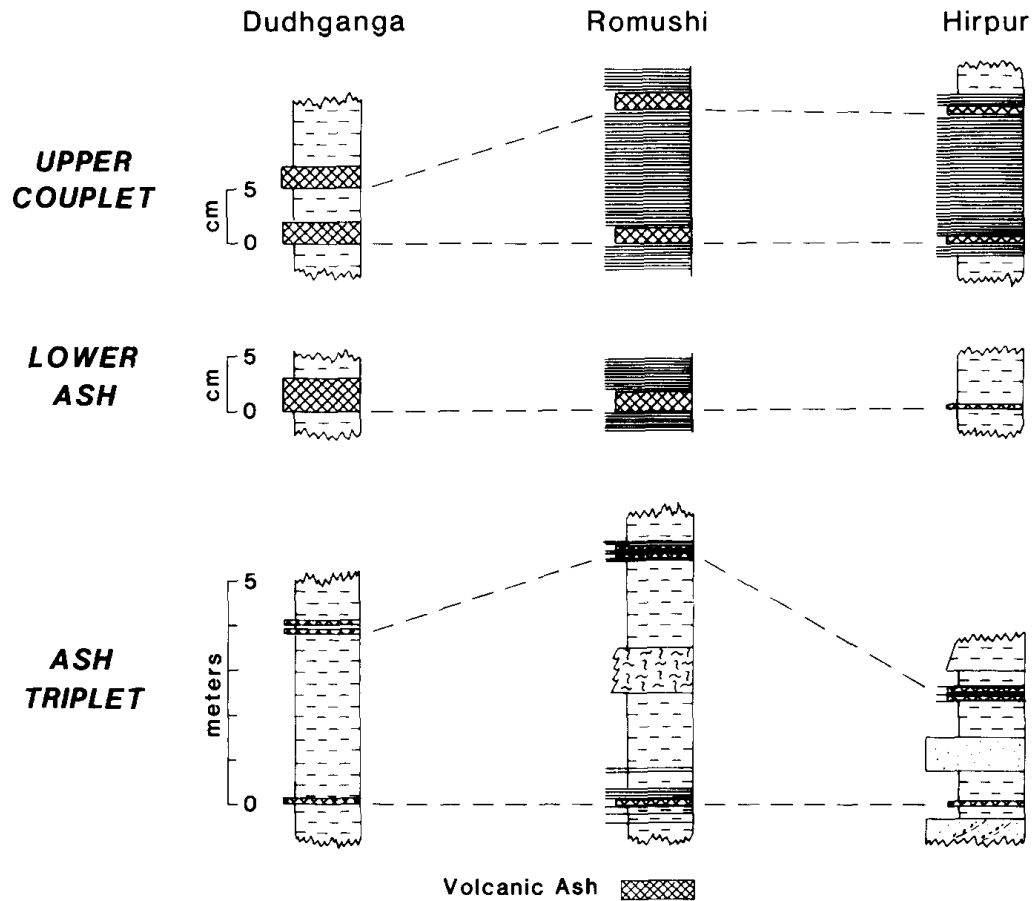 Dudhganga Romushi Hirpur
UPPER
COUPLET
5
cm
0
LOWER
ASH
5
cm
0
ASH
TRIPLET
5
meters
0
Volcanic Ash